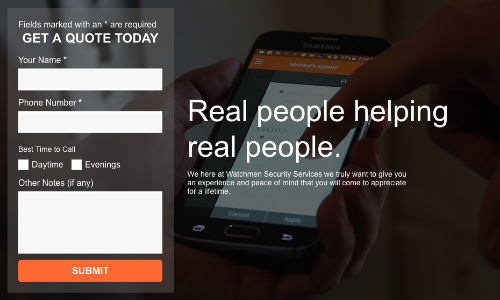 Fields marked with an * are required
GET A QUOTE TODAY
Your Name *
Phone Number *
Best Time to Call
Daytime Evenings
Other Notes (if any)
SUBMIT
SAMSUNG
Michael's system
EVENTS
Real people helping
real people.
We here at Watchmen Security Services we truly want to give you
an experience and peace of mind that you will come to appreciate
for a lifetime.
Cancel Apply